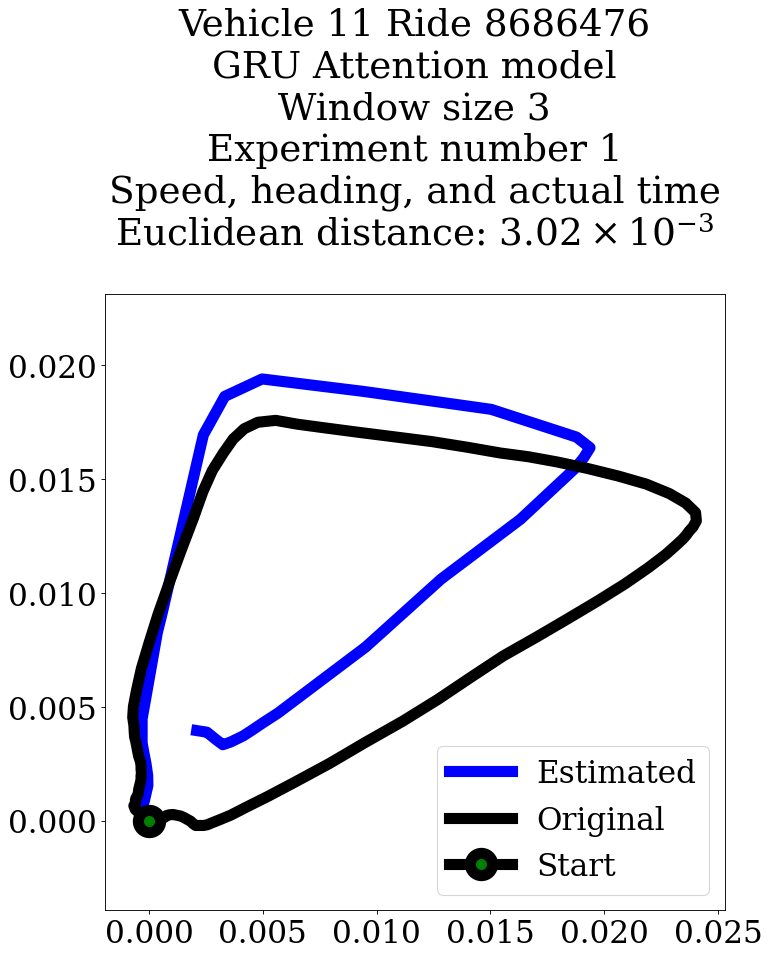 Vehicle 11 Ride 8686476
GRU Attention model
Window size 3
Experiment number 1
Speed, heading, and actual time
Euclidean distance: 3.02 × 10⁻³
0.020
0.015
0.010
0.005
0.000
Estimated
Original
Start
0.000 0.005 0.010 0.015 0.020 0.025